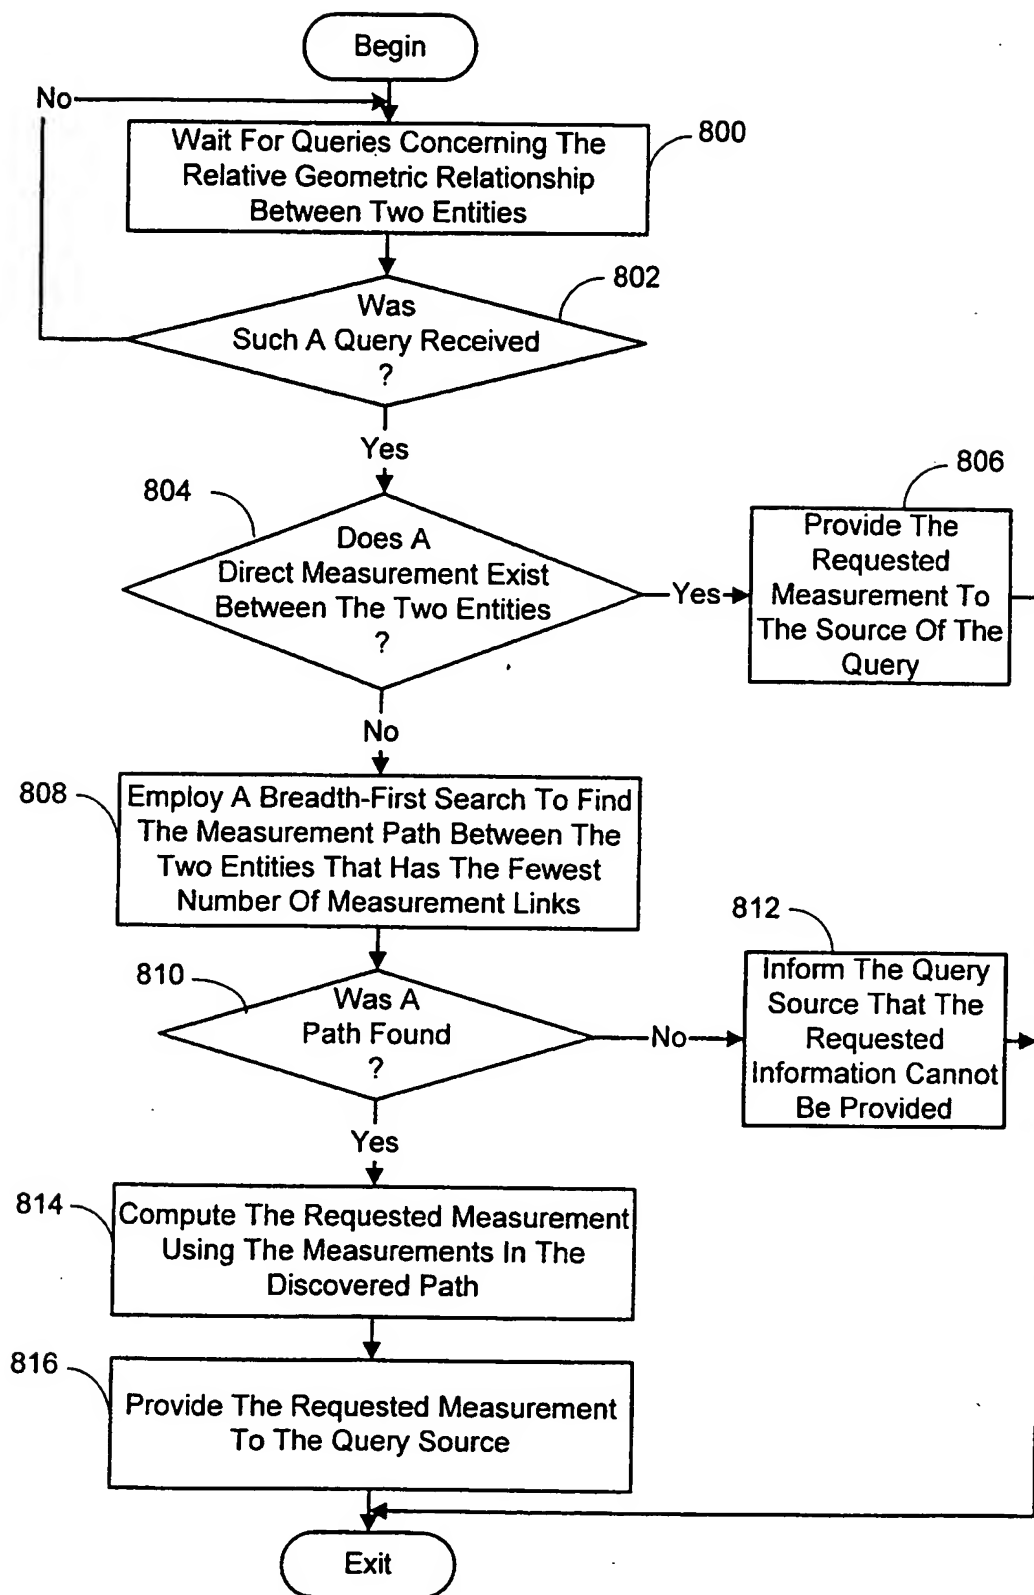 Begin
No
Wait For Queries Concerning The
Relative Geometric Relationship
Between Two Entities
800
802
Was
Such A Query Received
?
Yes
804
Does A
Direct Measurement Exist
Between The Two Entities
?
Yes
806
Provide The
Requested
Measurement To
The Source Of The
Query
No
808
Employ A Breadth-First Search To Find
The Measurement Path Between The
Two Entities That Has The Fewest
Number Of Measurement Links
810
Was A
Path Found
?
No
812
Inform The Query
Source That The
Requested
Information Cannot
Be Provided
Yes
814
Compute The Requested Measurement
Using The Measurements In The
Discovered Path
816
Provide The Requested Measurement
To The Query Source
Exit